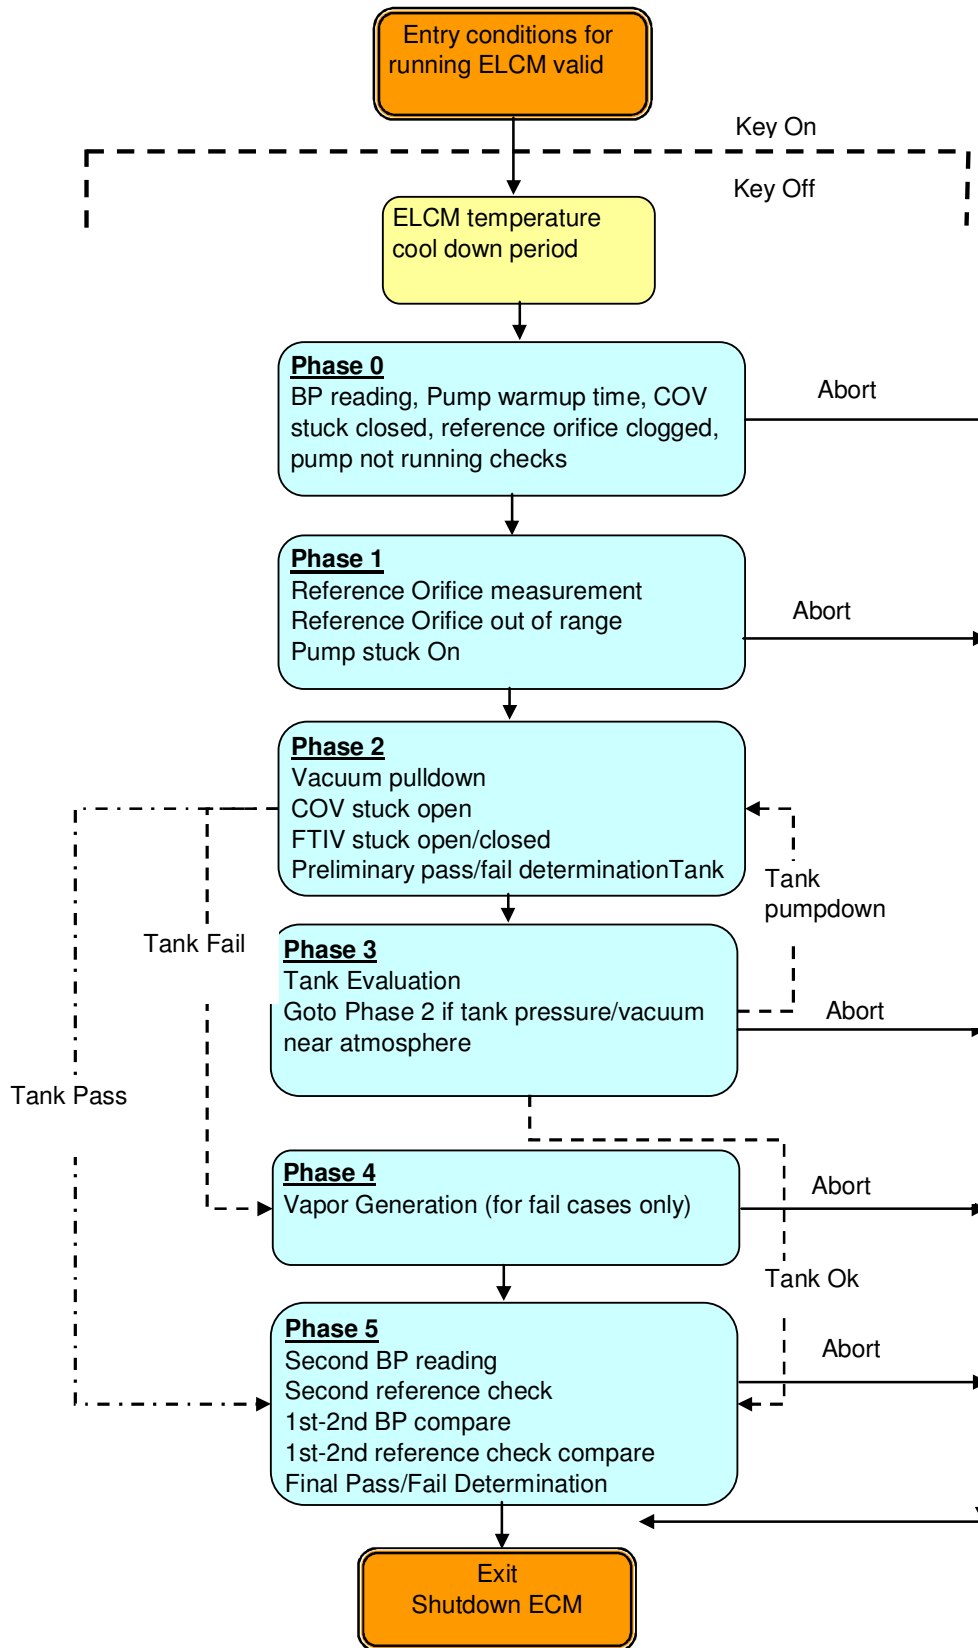 Entry conditions for
running ELCM valid
Key On
Key Off
ELCM temperature
cool down period
Phase 0
BP reading, Pump warmup time, COV
stuck closed, reference orifice clogged,
pump not running checks
Abort
Phase 1
Reference Orifice measurement
Reference Orifice out of range
Pump stuck On
Abort
Phase 2
Vacuum pulldown
COV stuck open
FTIV stuck open/closed
Preliminary pass/fail determinationTank
Tank
pumpdown
Tank Fail
Phase 3
Tank Evaluation
Goto Phase 2 if tank pressure/vacuum
near atmosphere
Abort
Tank Pass
Phase 4
Vapor Generation (for fail cases only)
Abort
Tank Ok
Phase 5
Second BP reading
Second reference check
1st-2nd BP compare
1st-2nd reference check compare
Final Pass/Fail Determination
Abort
Exit
Shutdown ECM